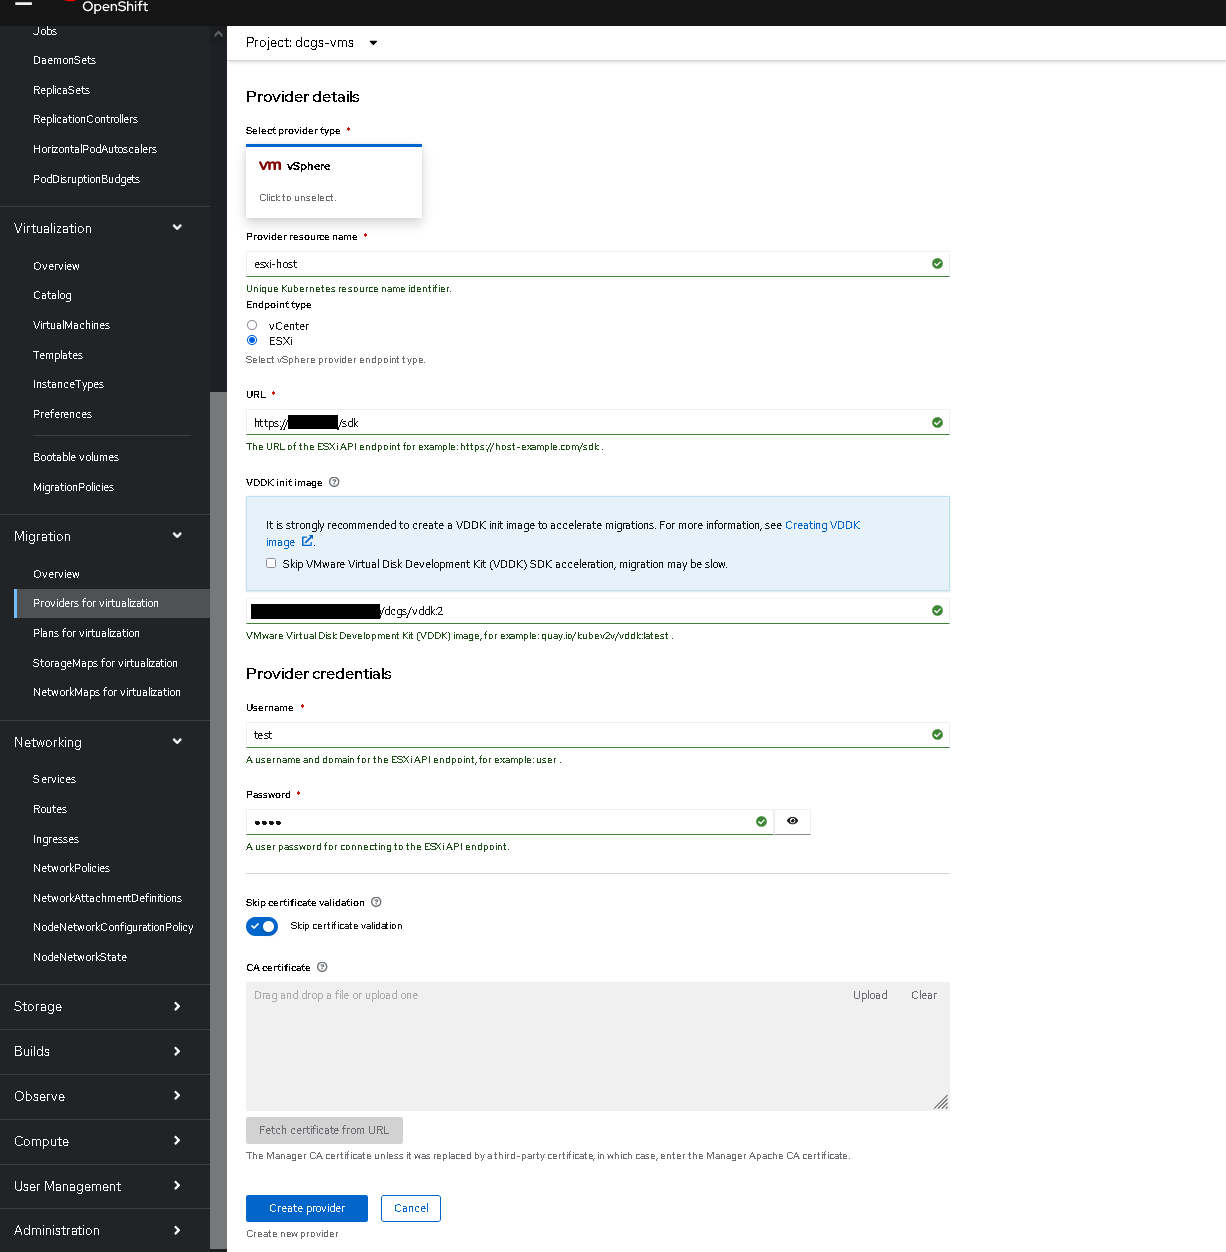 OpenShift
Jobs
DaemonSets
ReplicaSets
ReplicationControllers
HorizontalPodAutoscalers
PodDisruptionBudgets
Virtualization
Overview
Catalog
VirtualMachines
Templates
InstanceTypes
Preferences
Bootable volumes
MigrationPolicies
Migration
Overview
Providers for virtualization
Plans for virtualization
StorageMaps for virtualization
NetworkMaps for virtualization
Networking
Services
Routes
Ingresses
NetworkPolicies
NetworkAttachmentDefinitions
NodeNetworkConfigurationPolicy
NodeNetworkState
Storage
Builds
Observe
Compute
User Management
Administration
Project: dcgs-vms
Provider details
Select provider type *
vm vSphere
Click to unselect.
Provider resource name *
esxi-host
Unique Kubernetes resource name identifier.
Endpoint type
vCenter
ESXi
Select vSphere provider endpoint type.
URL *
https:// /sdk
The URL of the ESXi API endpoint for example: https://host-example.com/sdk .
VDDK init image
It is strongly recommended to create a VDDK init image to accelerate migrations. For more information, see Creating VDDK
image .
Skip VMware Virtual Disk Development Kit (VDDK) SDK acceleration, migration may be slow.
/dcgs/vddk:2
VMware Virtual Disk Development Kit (VDDK) image, for example: quay.io/kubev2v/vddk:latest .
Provider credentials
Username *
test
A username and domain for the ESXi API endpoint, for example: user .
Password *
••••
A user password for connecting to the ESXi API endpoint.
Skip certificate validation
Skip certificate validation
CA certificate
Drag and drop a file or upload one Upload Clear
Fetch certificate from URL
The Manager CA certificate unless it was replaced by a third-party certificate, in which case, enter the Manager Apache CA certificate.
Create provider Cancel
Create new provider